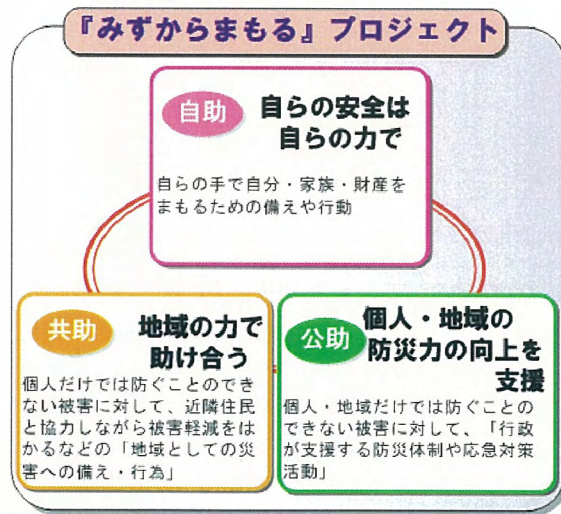 『みずからまもる』プロジェクト
自助
自らの安全は
自らの力で
自らの手で自分・家族・財産を
まもるための備えや行動
共助
地域の力で
助け合う
個人だけでは防ぐことのでき
ない被害に対して、近隣住民
と協力しながら被害軽減をは
かるなどの「地域としての災
害への備え・行為」
公助
個人・地域の
防災力の向上を
支援
個人・地域だけでは防ぐことの
できない被害に対して、「行政
が支援する防災体制や応急対策
活動」